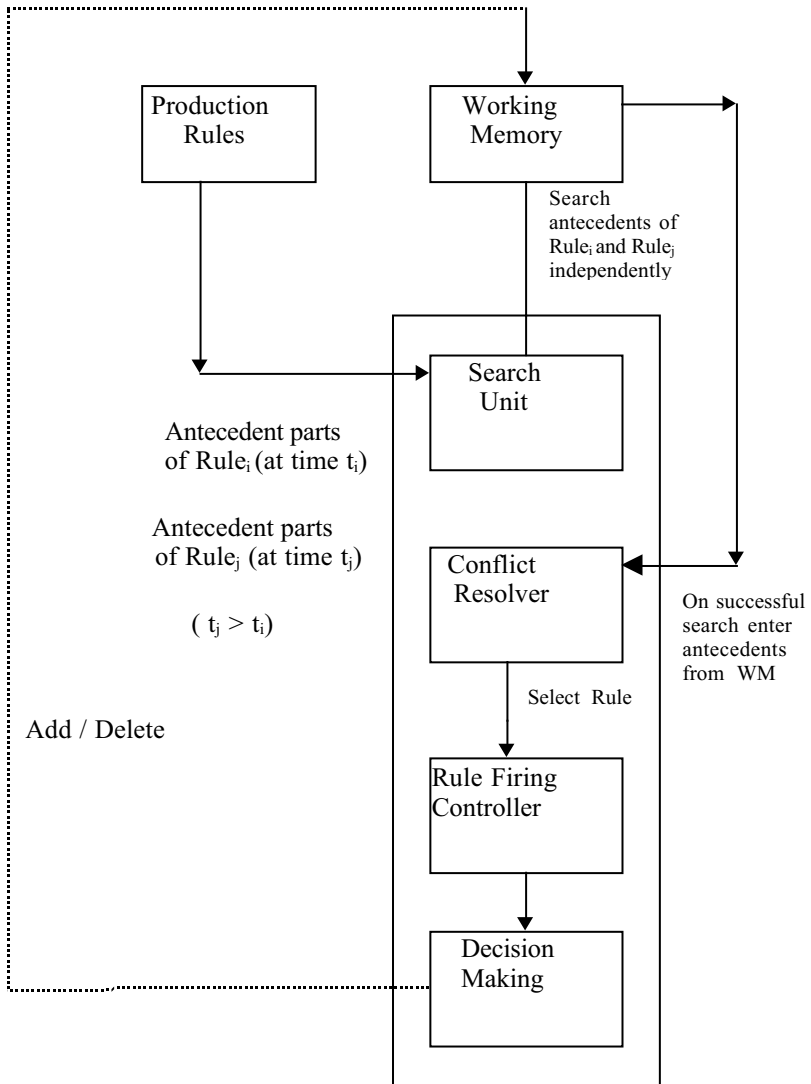 Production
Rules
Working
Memory
Search
antecedents of
Ruleᵢ and Ruleⱼ
independently
Search
Unit
Antecedent parts
of Ruleᵢ (at time tᵢ)
Antecedent parts
of Ruleⱼ (at time tⱼ)
( tⱼ > tᵢ)
Conflict
Resolver
On successful
search enter
antecedents
from WM
Select Rule
Add / Delete
Rule Firing
Controller
Decision
Making